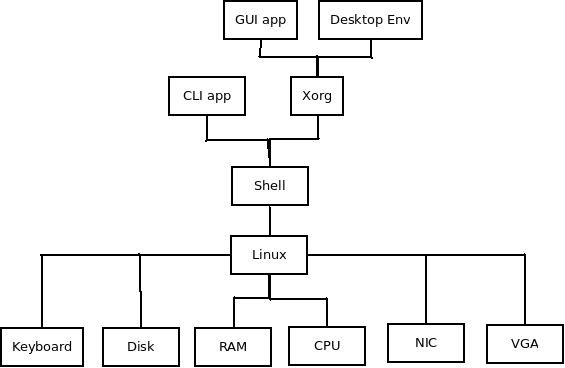 GUI app
Desktop Env
CLI app
Xorg
Shell
Linux
Keyboard
Disk
RAM
CPU
NIC
VGA